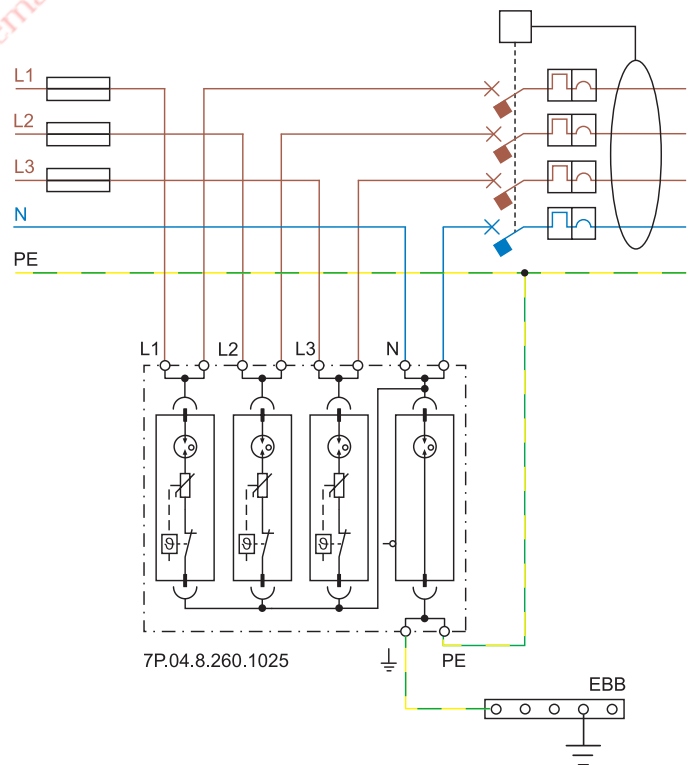 L1
L2
L3
N
PE
L1 L2 L3 N
ϑ ϑ ϑ
7P.04.8.260.1025
PE
EBB